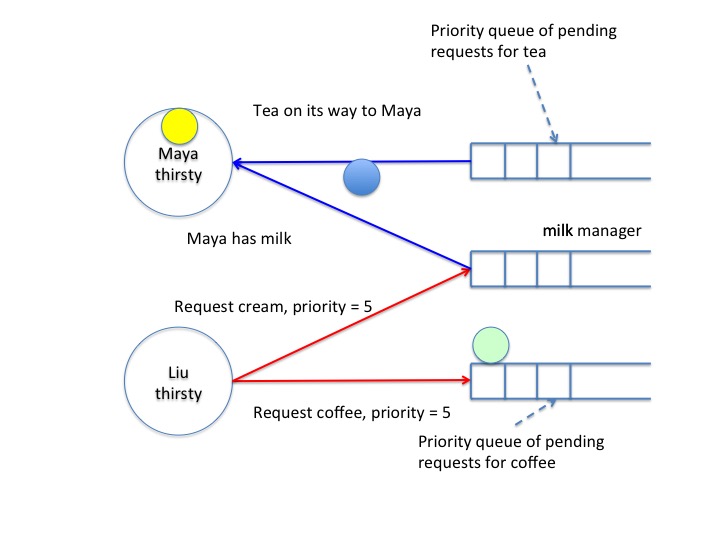 Priority queue of pending
requests for tea
Tea on its way to Maya
Maya
thirsty
Maya has milk
milk manager
Request cream, priority = 5
Liu
thirsty
Request coffee, priority = 5
Priority queue of pending
requests for coffee